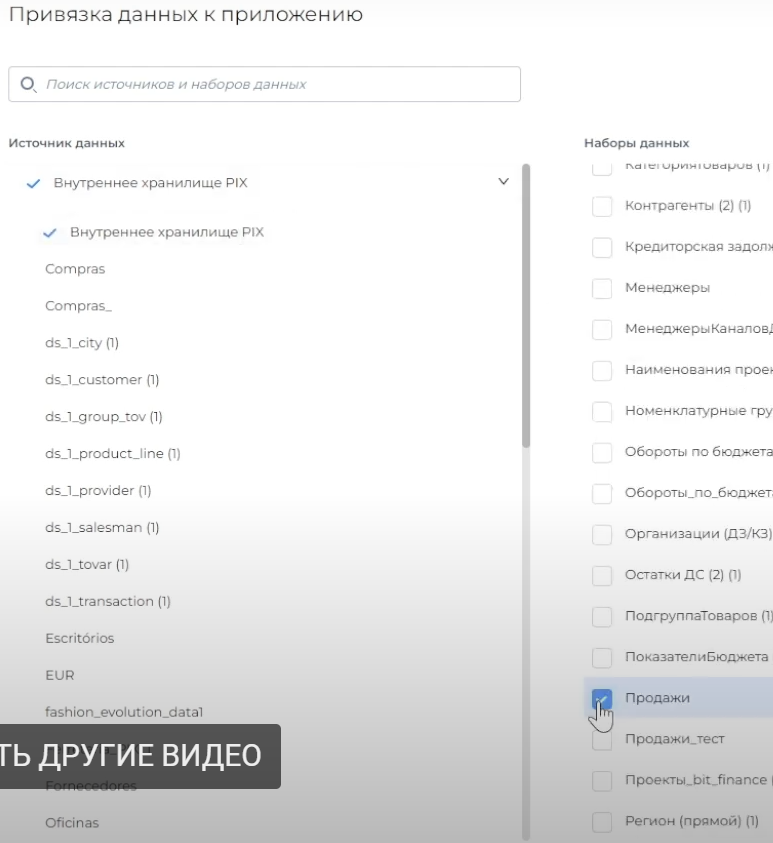 Привязка данных к приложению
Поиск источников и наборов данных
Источник данных
Внутреннее хранилище PIX
Внутреннее хранилище PIX
Compras
Compras_
ds_1_city (1)
ds_1_customer (1)
ds_1_group_tov (1)
ds_1_product_line (1)
ds_1_provider (1)
ds_1_salesman (1)
ds_1_tovar (1)
ds_1_transaction (1)
Escritórios
EUR
fashion_evolution_data1
ТЬ ДРУГИЕ ВИДЕО
Fornecedores
Oficinas
Наборы данных
КатегорияТоваров (1)
Контрагенты (2) (1)
Кредиторская задолж
Менеджеры
МенеджерыКаналовД
Наименования проек
Номенклатурные гру
Обороты по бюджета
Обороты_по_бюджета
Организации (ДЗ/КЗ)
Остатки ДС (2) (1)
ПодгруппаТоваров (1)
ПоказателиБюджета
Продажи
Продажи_тест
Проекты_bit_finance (
Регион (прямой) (1)